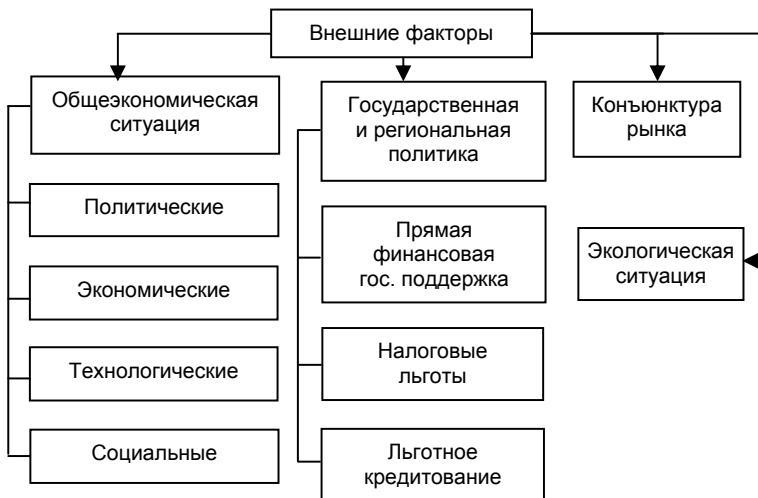 Внешние факторы
Общеэкономическая
ситуация
Политические
Экономические
Технологические
Социальные
Государственная
и региональная
политика
Прямая
финансовая
гос. поддержка
Налоговые
льготы
Льготное
кредитование
Конъюнктура
рынка
Экологическая
ситуация